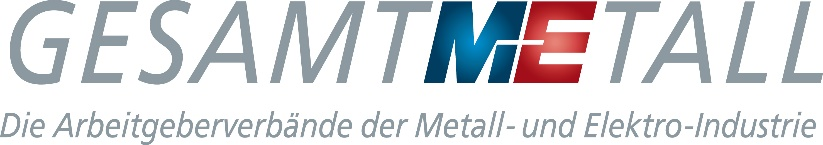 GESAMTMETALL
Die Arbeitgeberverbände der Metall- und Elektro-Industrie